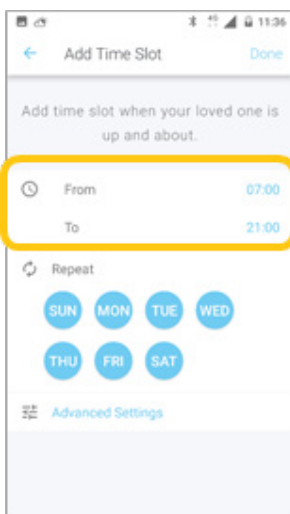 4G 11:36
Add Time Slot Done
Add time slot when your loved one is
up and about.
From 07:00
To 21:00
Repeat
SUN MON TUE WED
THU FRI SAT
Advanced Settings